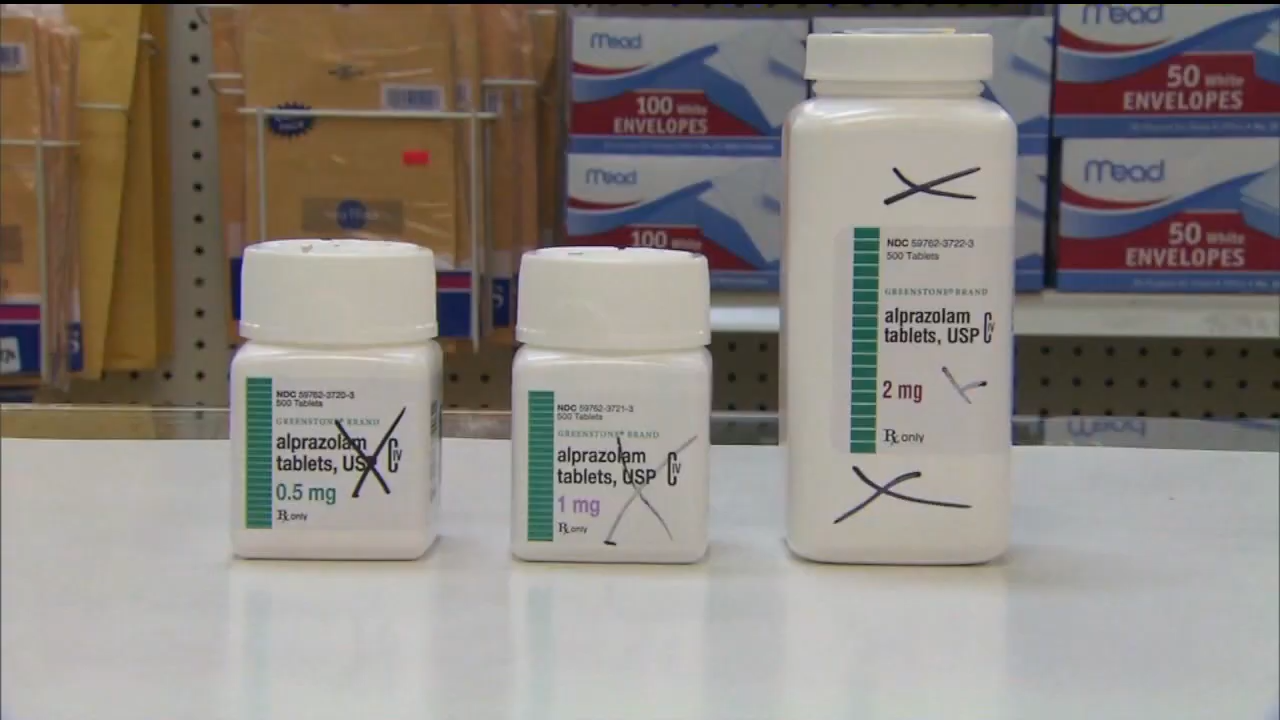 Mead
100 White
ENVELOPES
Mead
100 White
Mead
50 White
ENVELOPES
Mead
50 White
ENVELOPES
NDC 59762-3720-3
500 Tablets
GREENSTONE® BRAND
alprazolam
tablets, USP CIV
0.5 mg
Rx only
NDC 59762-3721-3
500 Tablets
GREENSTONE® BRAND
alprazolam
tablets, USP CIV
1 mg
Rx only
NDC 59762-3722-3
500 Tablets
GREENSTONE® BRAND
alprazolam
tablets, USP CIV
2 mg
Rx only